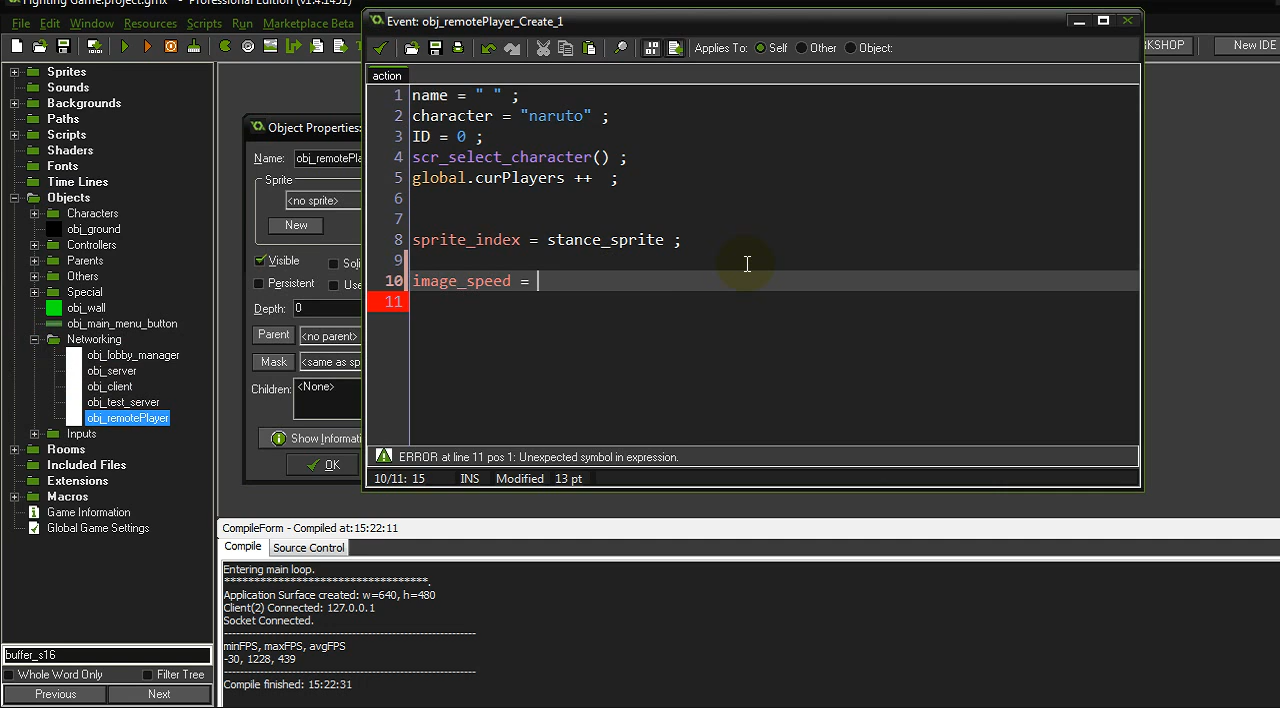 Fighting Game.project.gmx * - Professional Edition (v1.4.1451)
Event: obj_remotePlayer_Create_1
File Edit Window Resources Scripts Run Marketplace Beta
Applies To: Self Other Object:
KSHOP New IDE
action
Sprites
Sounds
Backgrounds
Paths
Scripts
Shaders
Fonts
Time Lines
Objects
Characters
obj_ground
Controllers
Parents
Others
Special
obj_wall
obj_main_menu_button
Networking
obj_lobby_manager
obj_server
obj_client
obj_test_server
obj_remotePlayer
Inputs
Rooms
Included Files
Extensions
Macros
Game Information
Global Game Settings
buffer_s16
Whole Word Only Filter Tree
Previous Next
Object Properties:
Name: obj_remotePla
Sprite
<no sprite>
New
Visible Soli
Persistent Use
Depth: 0
Parent <no parent>
Mask <same as sp
Children: <None>
Show Informati
OK
1 name = " " ;
2 character = "naruto" ;
3 ID = 0 ;
4 scr_select_character() ;
5 global.curPlayers ++ ;
6
7
8 sprite_index = stance_sprite ;
9
10 image_speed =
11
ERROR at line 11 pos 1: Unexpected symbol in expression.
10/11: 15 INS Modified 13 pt
CompileForm - Compiled at:15:22:11
Compile Source Control
Entering main loop.
**********************************.
Application Surface created: w=640, h=480
Client(2) Connected: 127.0.0.1
Socket Connected.
---------------------------------------------------------------
minFPS, maxFPS, avgFPS
-30, 1228, 439
---------------------------------------------------------------
Compile finished: 15:22:31